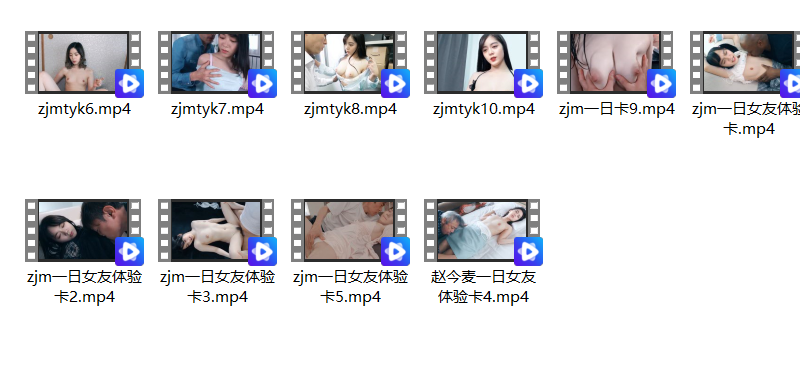 zjmtyk6.mp4
zjmtyk7.mp4
zjmtyk8.mp4
zjmtyk10.mp4
zjm一日卡9.mp4
zjm一日女友体验
卡.mp4
zjm一日女友体验
卡2.mp4
zjm一日女友体验
卡3.mp4
zjm一日女友体验
卡5.mp4
赵今麦一日女友
体验卡4.mp4